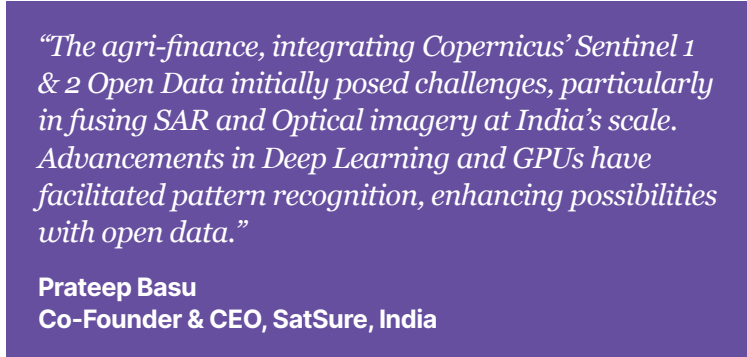 “The agri-finance, integrating Copernicus’ Sentinel 1
& 2 Open Data initially posed challenges, particularly
in fusing SAR and Optical imagery at India’s scale.
Advancements in Deep Learning and GPUs have
facilitated pattern recognition, enhancing possibilities
with open data.”
Prateep Basu
Co-Founder & CEO, SatSure, India